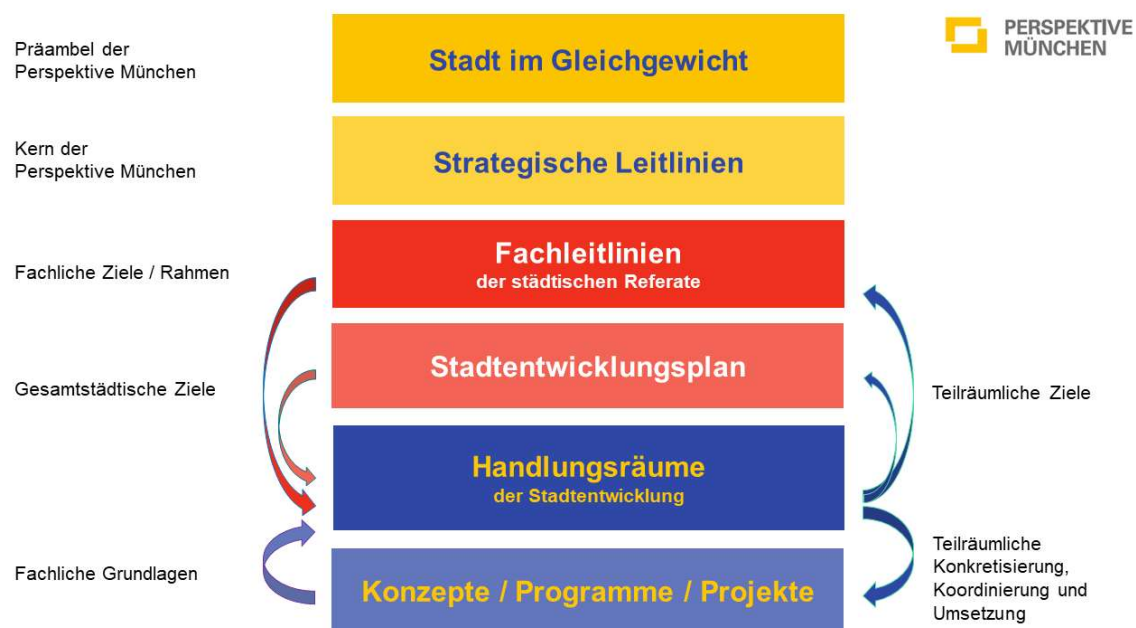 PERSPEKTIVE
MÜNCHEN
Präambel der
Perspektive München
Stadt im Gleichgewicht
Kern der
Perspektive München
Strategische Leitlinien
Fachliche Ziele / Rahmen
Fachleitlinien
der städtischen Referate
Gesamtstädtische Ziele
Stadtentwicklungsplan
Teilräumliche Ziele
Handlungsräume
der Stadtentwicklung
Fachliche Grundlagen
Konzepte / Programme / Projekte
Teilräumliche
Konkretisierung,
Koordinierung und
Umsetzung